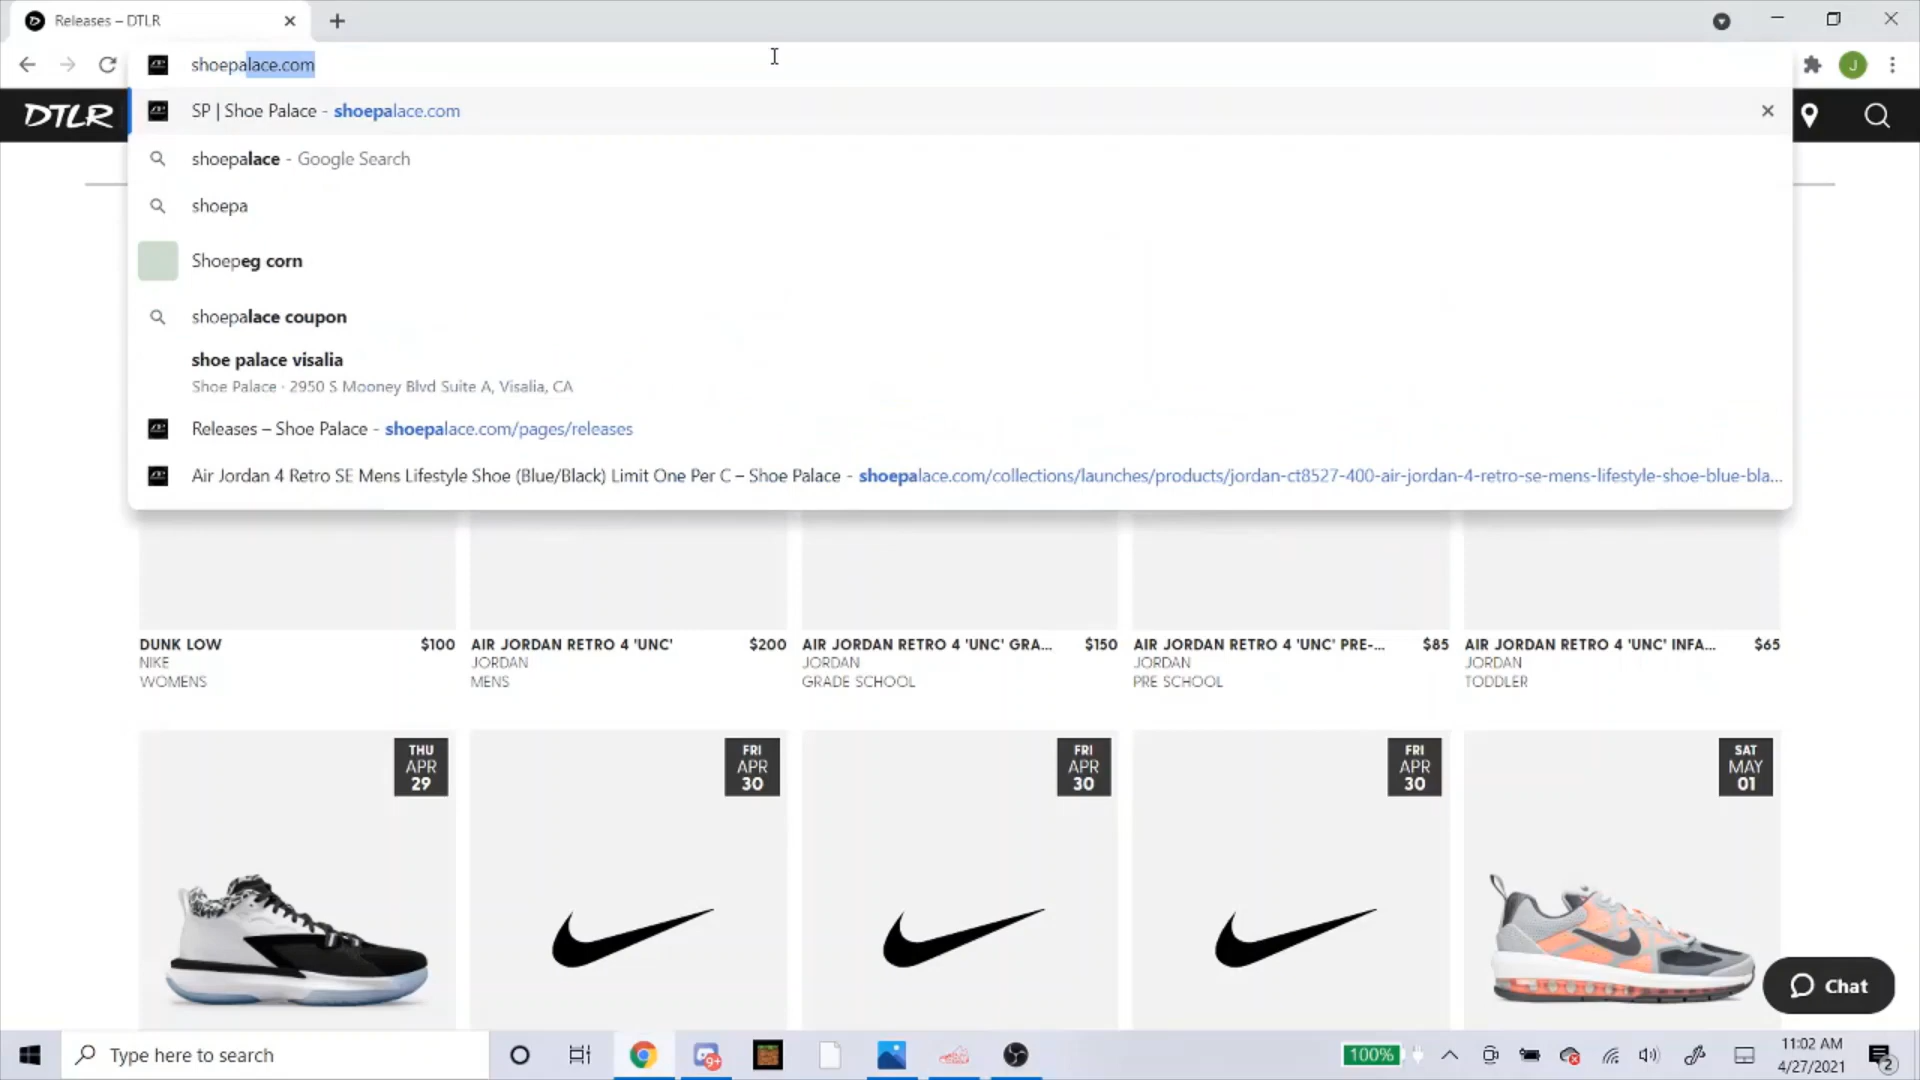 Releases – DTLR
shoepalace.com
J
DTLR
SP | Shoe Palace - shoepalace.com
shoepalace - Google Search
shoepa
Shoepeg corn
shoepalace coupon
shoe palace visalia
Shoe Palace · 2950 S Mooney Blvd Suite A, Visalia, CA
Releases – Shoe Palace - shoepalace.com/pages/releases
Air Jordan 4 Retro SE Mens Lifestyle Shoe (Blue/Black) Limit One Per C – Shoe Palace - shoepalace.com/collections/launches/products/jordan-ct8527-400-air-jordan-4-retro-se-mens-lifestyle-shoe-blue-bla...
DUNK LOW $100
NIKE
WOMENS
AIR JORDAN RETRO 4 'UNC' $200
JORDAN
MENS
AIR JORDAN RETRO 4 'UNC' GRA... $150
JORDAN
GRADE SCHOOL
AIR JORDAN RETRO 4 'UNC' PRE-... $85
JORDAN
PRE SCHOOL
AIR JORDAN RETRO 4 'UNC' INFA... $65
JORDAN
TODDLER
THU
APR
29
FRI
APR
30
FRI
APR
30
FRI
APR
30
SAT
MAY
01
Chat
Type here to search
9+
100%
11:02 AM
4/27/2021
2